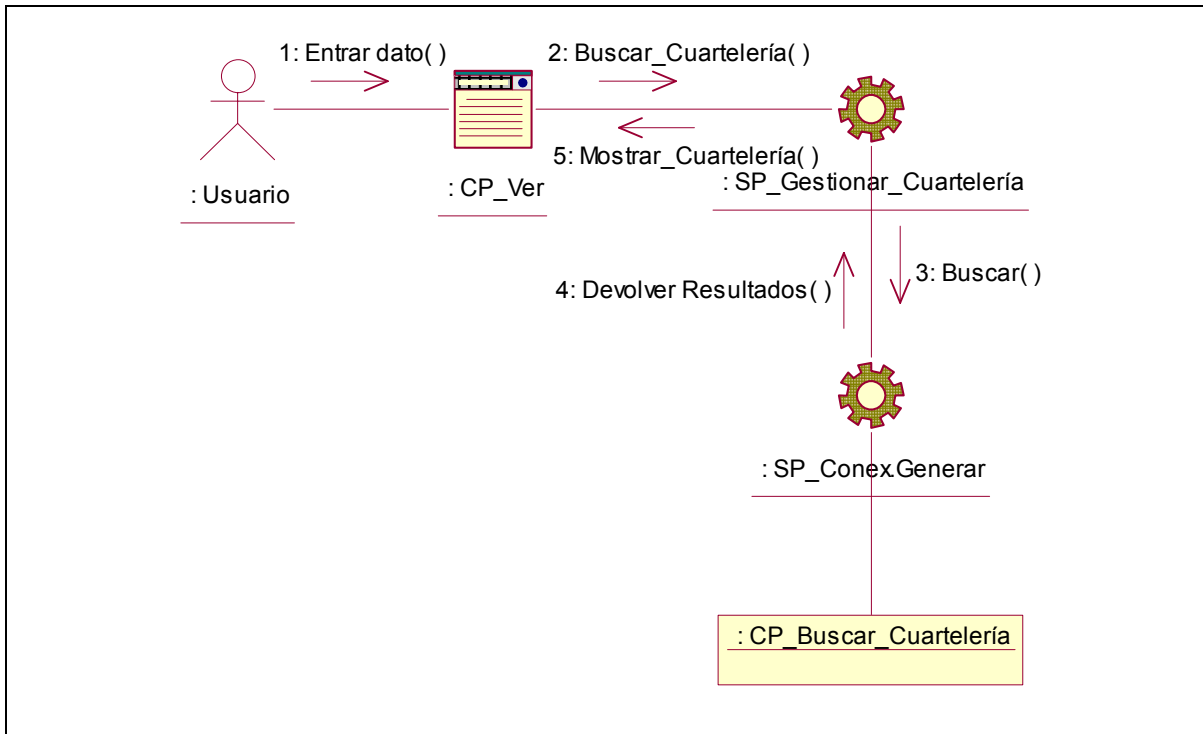 1: Entrar dato( )
2: Buscar_Cuartelería( )
5: Mostrar_Cuartelería( )
: Usuario
: CP_Ver
: SP_Gestionar_Cuartelería
4: Devolver Resultados( )
3: Buscar( )
: SP_Conex.Generar
: CP_Buscar_Cuartelería